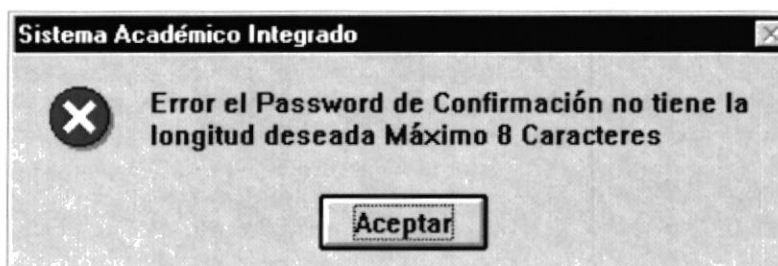 Sistema Académico Integrado
Error el Password de Confirmación no tiene la
longitud deseada Máximo 8 Caracteres
Aceptar